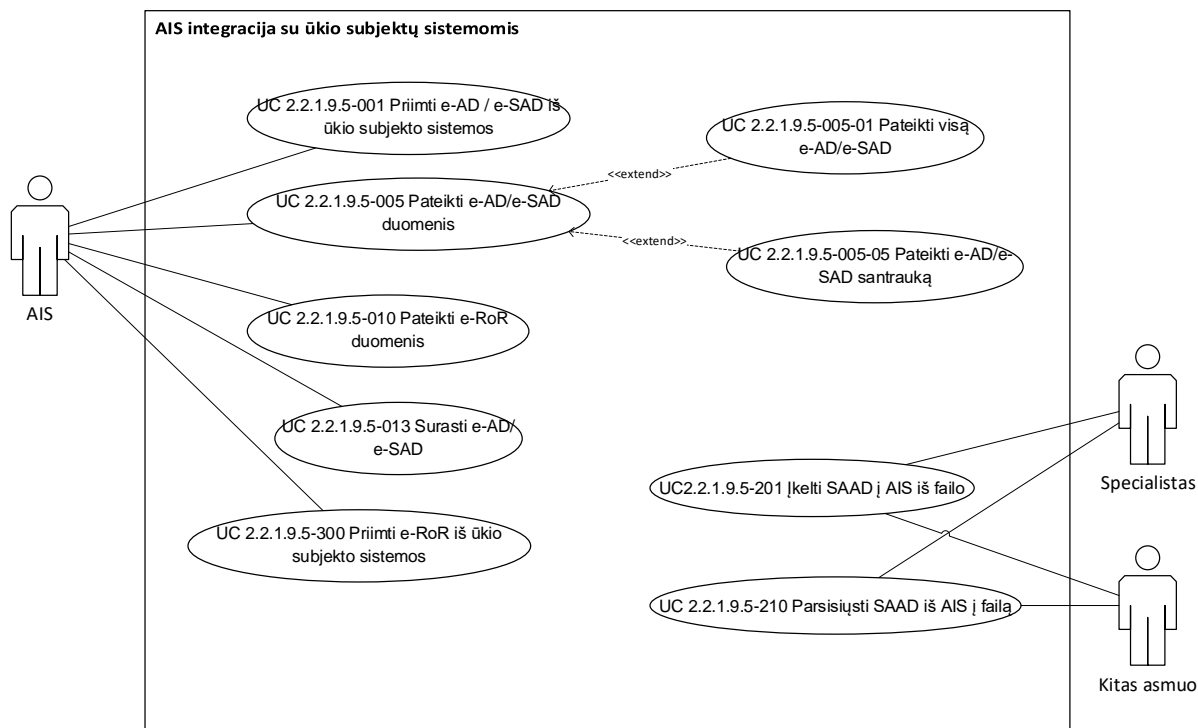 AIS integracija su ūkio subjektų sistemomis
UC 2.2.1.9.5-001 Priimti e-AD / e-SAD iš
ūkio subjekto sistemos
UC 2.2.1.9.5-005-01 Pateikti visą
e-AD/e-SAD
<<extend>>
UC 2.2.1.9.5-005 Pateikti e-AD/e-SAD
duomenis
<<extend>>
UC 2.2.1.9.5-005-05 Pateikti e-AD/e-
SAD santrauką
AIS
UC 2.2.1.9.5-010 Pateikti e-RoR
duomenis
UC 2.2.1.9.5-013 Surasti e-AD/
e-SAD
UC2.2.1.9.5-201 Įkelti SAAD į AIS iš failo
Specialistas
UC 2.2.1.9.5-300 Priimti e-RoR iš ūkio
subjekto sistemos
UC 2.2.1.9.5-210 Parsisiųsti SAAD iš AIS į failą
Kitas asmuo